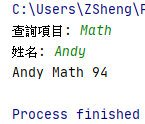 C:\Users\ZSheng\P
查詢項目: Math
姓名: Andy
Andy Math 94
Process finished